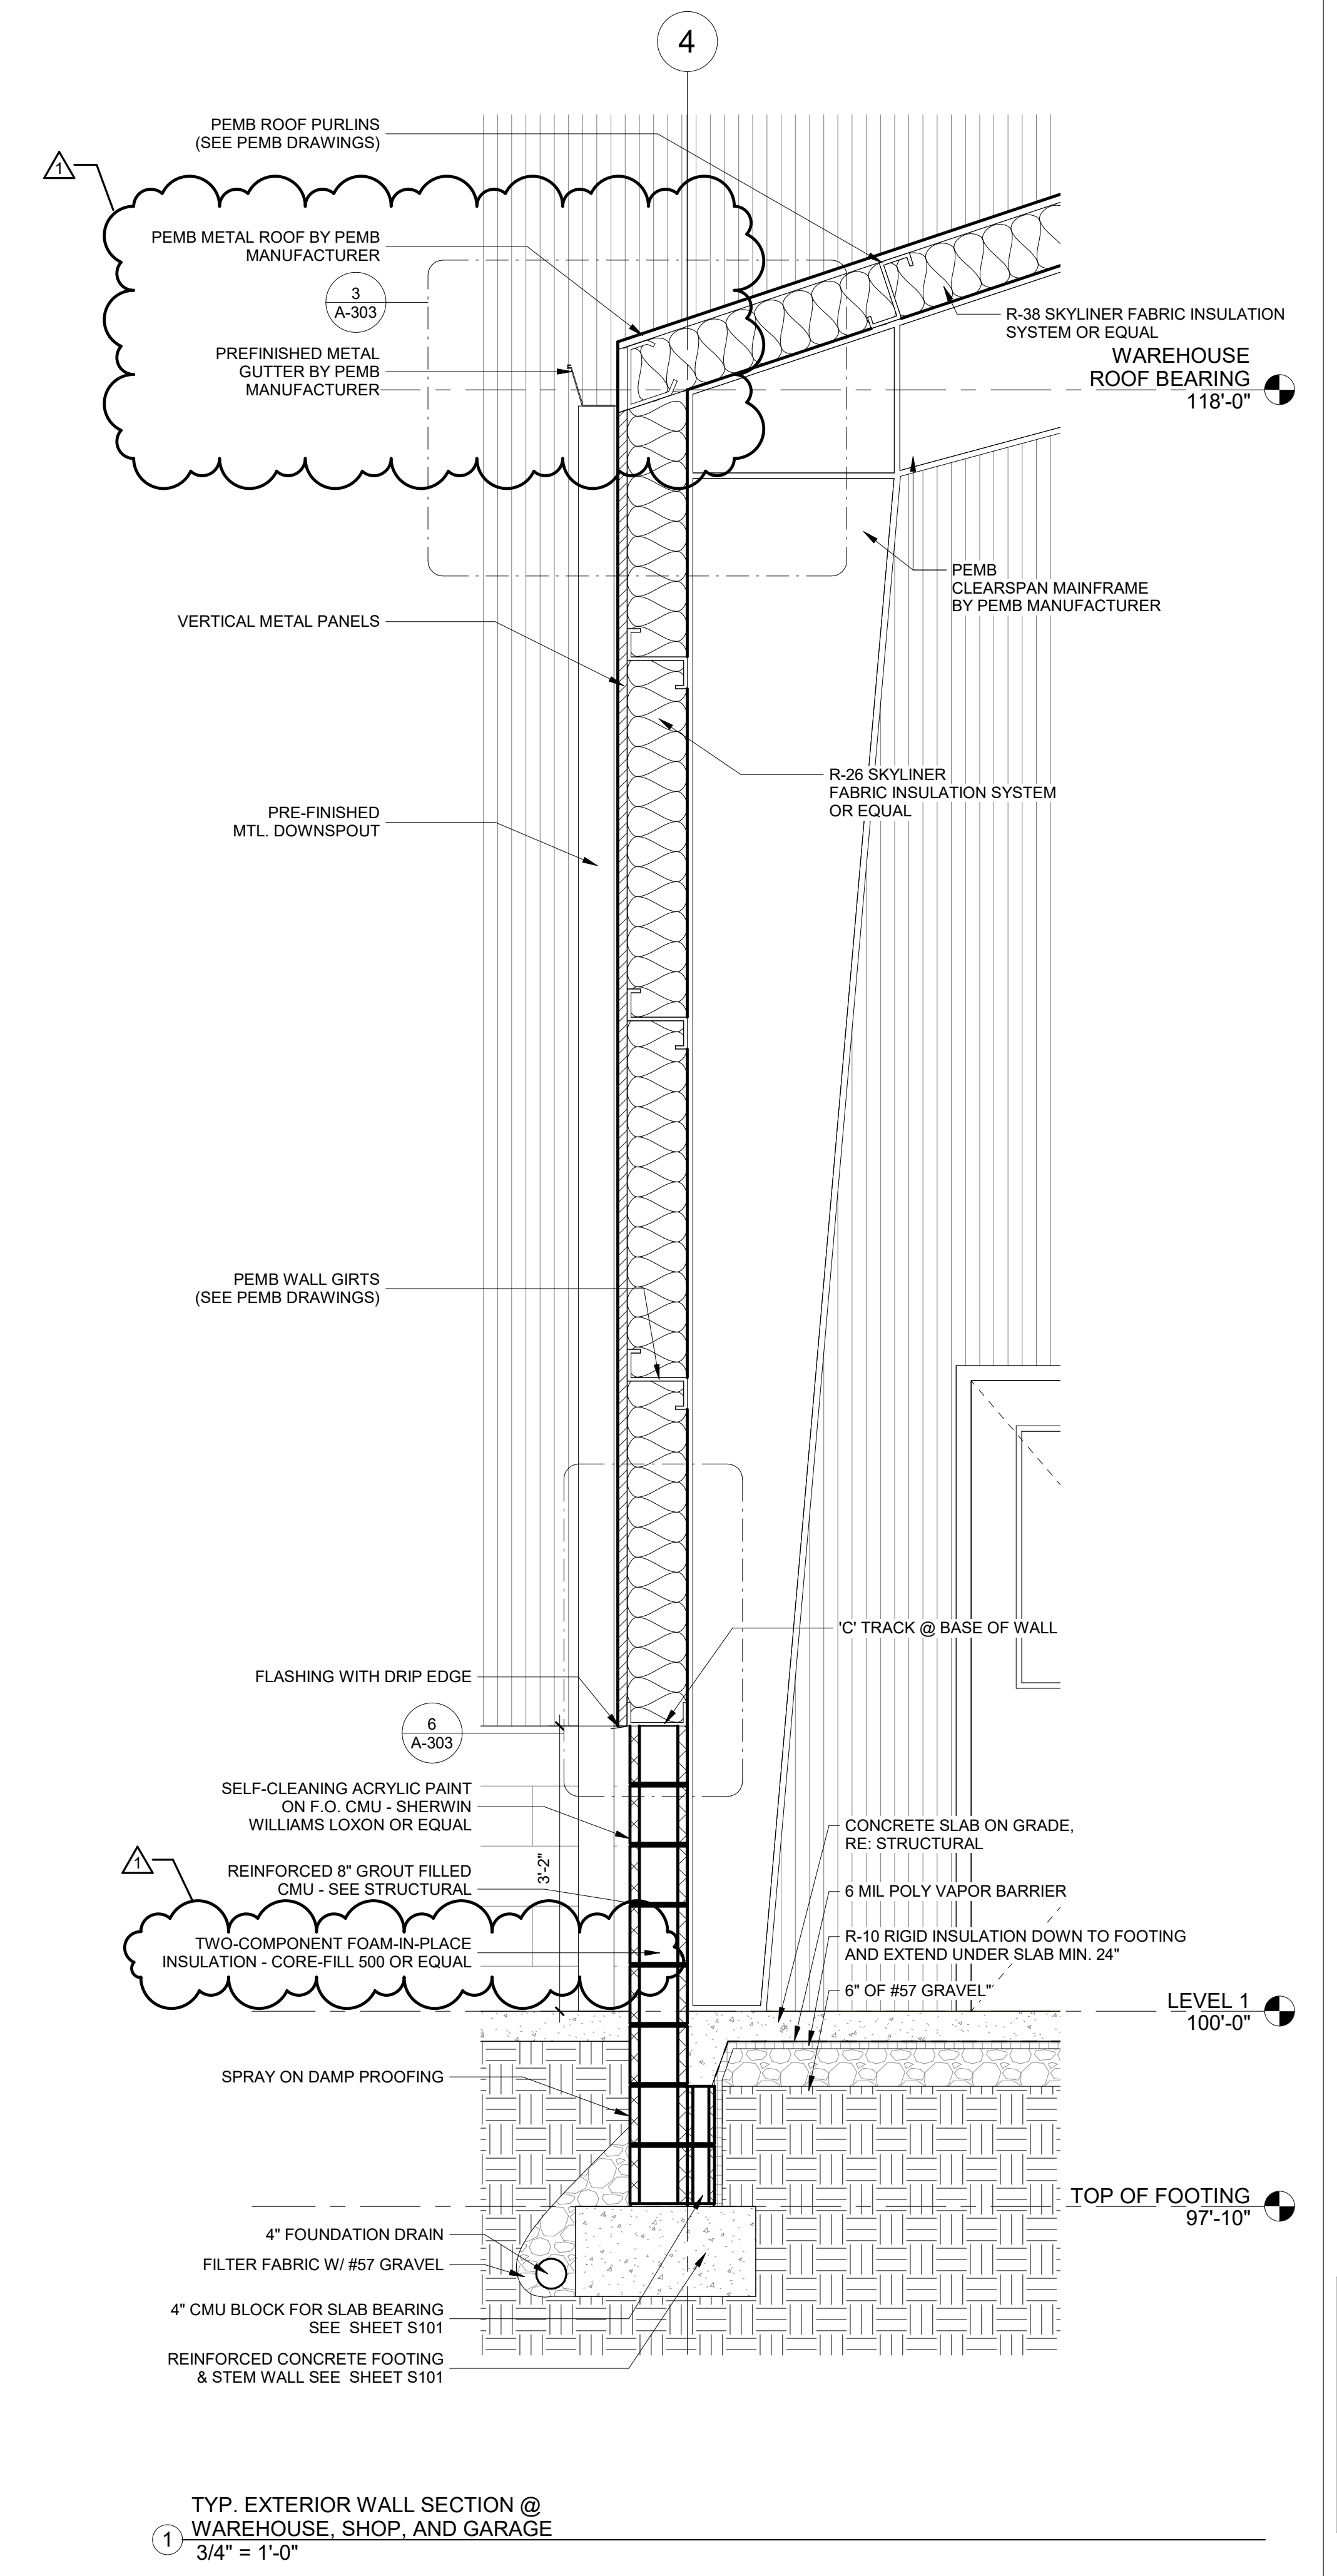 4
PEMB ROOF PURLINS
(SEE PEMB DRAWINGS)
1
PEMB METAL ROOF BY PEMB
MANUFACTURER
3
A-303
PREFINISHED METAL
GUTTER BY PEMB
MANUFACTURER
R-38 SKYLINER FABRIC INSULATION
SYSTEM OR EQUAL
WAREHOUSE
ROOF BEARING
118'-0"
PEMB
CLEARSPAN MAINFRAME
BY PEMB MANUFACTURER
VERTICAL METAL PANELS
R-26 SKYLINER
FABRIC INSULATION SYSTEM
OR EQUAL
PRE-FINISHED
MTL. DOWNSPOUT
PEMB WALL GIRTS
(SEE PEMB DRAWINGS)
'C' TRACK @ BASE OF WALL
FLASHING WITH DRIP EDGE
6
A-303
SELF-CLEANING ACRYLIC PAINT
ON F.O. CMU - SHERWIN
WILLIAMS LOXON OR EQUAL
3'-2"
CONCRETE SLAB ON GRADE,
RE: STRUCTURAL
1
REINFORCED 8" GROUT FILLED
CMU - SEE STRUCTURAL
6 MIL POLY VAPOR BARRIER
TWO-COMPONENT FOAM-IN-PLACE
INSULATION - CORE-FILL 500 OR EQUAL
R-10 RIGID INSULATION DOWN TO FOOTING
AND EXTEND UNDER SLAB MIN. 24"
6" OF #57 GRAVEL"
LEVEL 1
100'-0"
SPRAY ON DAMP PROOFING
TOP OF FOOTING
97'-10"
4" FOUNDATION DRAIN
FILTER FABRIC W/ #57 GRAVEL
4" CMU BLOCK FOR SLAB BEARING
SEE SHEET S101
REINFORCED CONCRETE FOOTING
& STEM WALL SEE SHEET S101
TYP. EXTERIOR WALL SECTION @
WAREHOUSE, SHOP, AND GARAGE
1
3/4" = 1'-0"